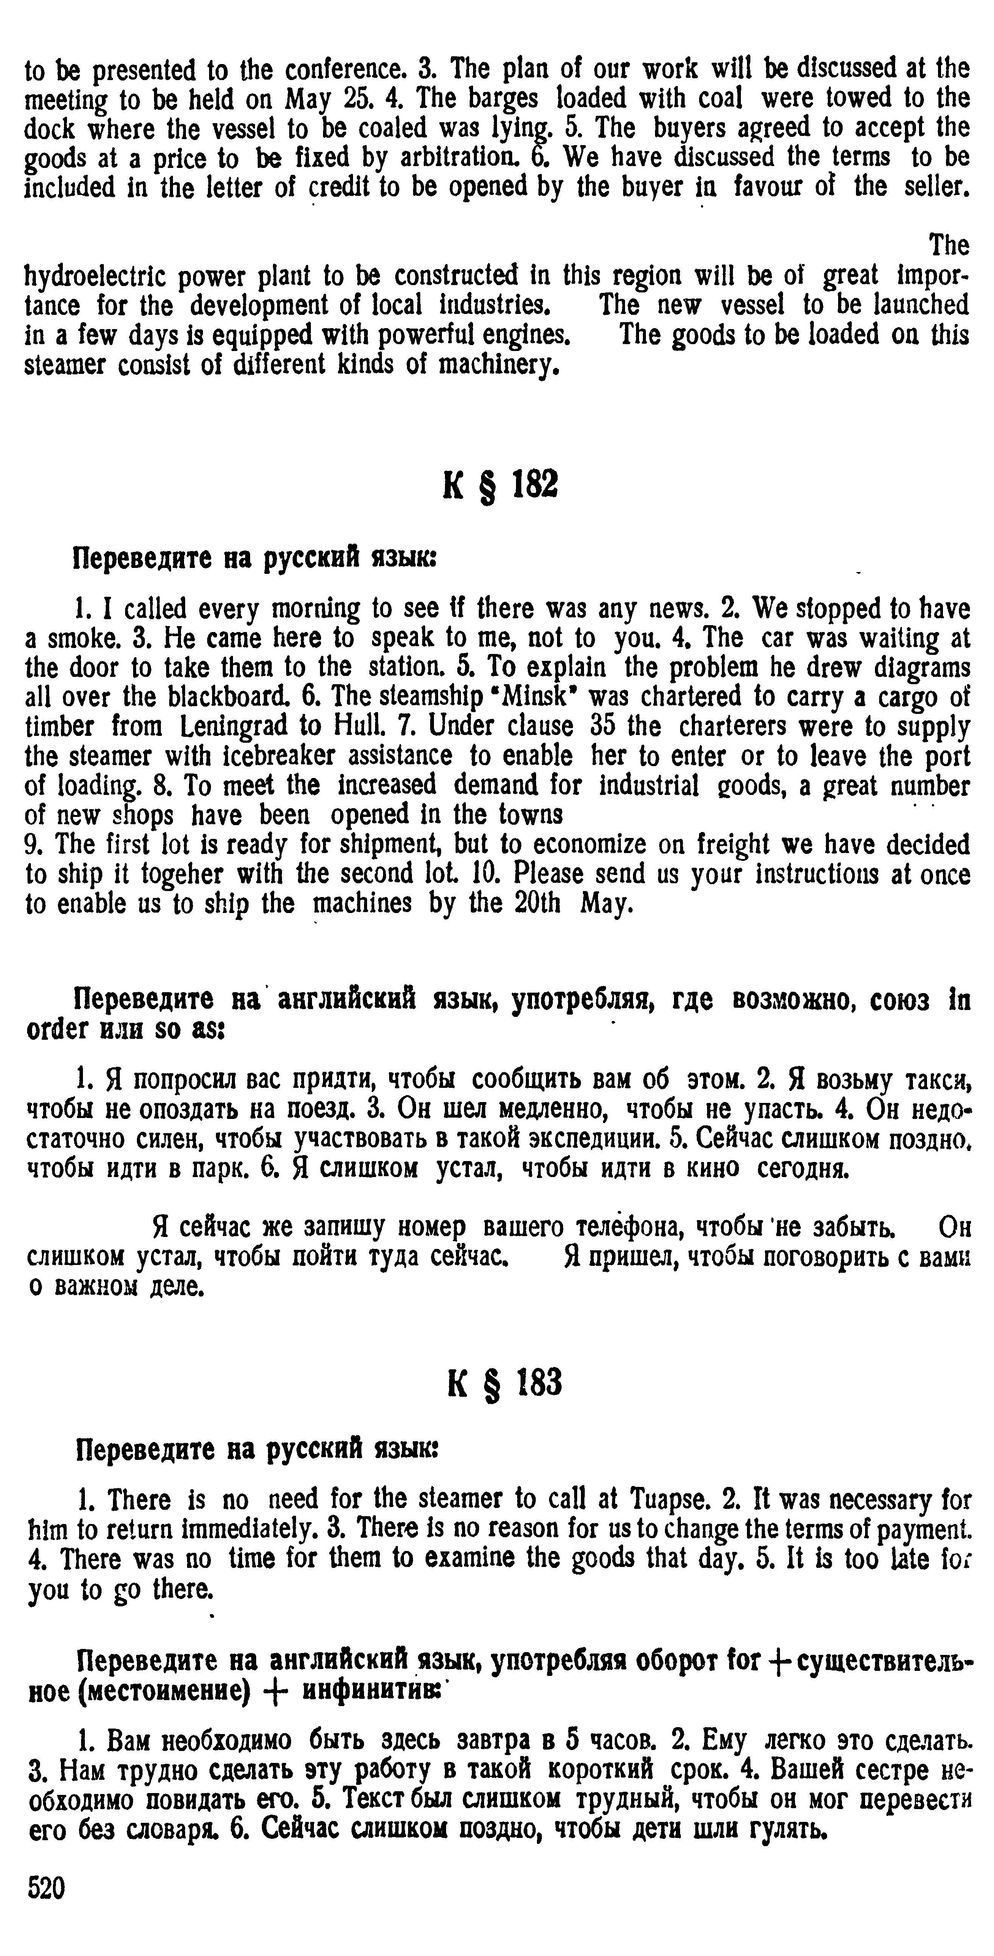 to be presented to the conference. 3. The plan of our work will be discussed at the
meeting to be held on May 25. 4. The barges loaded with coal were towed to the
dock where the vessel to be coaled was lying. 5. The buyers agreed to accept the
goods at a price to be fixed by arbitration. 6. We have discussed the terms to be
included in the letter of credit to be opened by the buyer in favour of the seller.
The
hydroelectric power plant to be constructed in this region will be of great impor-
tance for the development of local industries. The new vessel to be launched
in a few days is equipped with powerful engines. The goods to be loaded on this
steamer consist of different kinds of machinery.
К § 182
Переведите на русский язык:
1. I called every morning to see if there was any news. 2. We stopped to have
a smoke. 3. He came here to speak to me, not to you. 4. The car was waiting at
the door to take them to the station. 5. To explain the problem he drew diagrams
all over the blackboard. 6. The steamship "Minsk" was chartered to carry a cargo of
timber from Leningrad to Hull. 7. Under clause 35 the charterers were to supply
the steamer with icebreaker assistance to enable her to enter or to leave the port
of loading. 8. To meet the increased demand for industrial goods, a great number
of new shops have been opened in the towns
9. The first lot is ready for shipment, but to economize on freight we have decided
to ship it togeher with the second lot. 10. Please send us your instructions at once
to enable us to ship the machines by the 20th May.
Переведите на английский язык, употребляя, где возможно, союз in
order или so as:
1. Я попросил вас придти, чтобы сообщить вам об этом. 2. Я возьму такси,
чтобы не опоздать на поезд. 3. Он шел медленно, чтобы не упасть. 4. Он недо-
статочно силен, чтобы участвовать в такой экспедиции. 5. Сейчас слишком поздно,
чтобы идти в парк. 6. Я слишком устал, чтобы идти в кино сегодня.
Я сейчас же запишу номер вашего телефона, чтобы не забыть. Он
слишком устал, чтобы пойти туда сейчас. Я пришел, чтобы поговорить с вами
о важном деле.
К § 183
Переведите на русский язык:
1. There is no need for the steamer to call at Tuapse. 2. It was necessary for
him to return immediately. 3. There is no reason for us to change the terms of payment.
4. There was no time for them to examine the goods that day. 5. It is too late for
you to go there.
Переведите на английский язык, употребляя оборот for + существитель-
ное (местоимение) + инфинитив:
1. Вам необходимо быть здесь завтра в 5 часов. 2. Ему легко это сделать.
3. Нам трудно сделать эту работу в такой короткий срок. 4. Вашей сестре не-
обходимо повидать его. 5. Текст был слишком трудный, чтобы он мог перевести
его без словаря. 6. Сейчас слишком поздно, чтобы дети шли гулять.
520